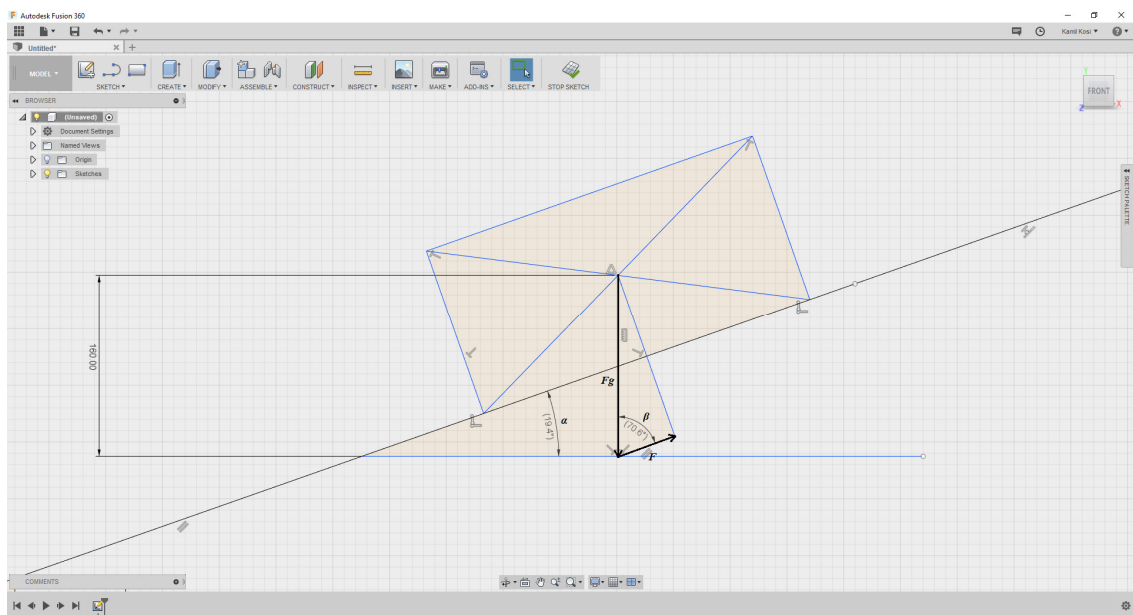 Autodesk Fusion 360
Kamil Kosi
Untitled*
MODEL
SKETCH
CREATE
MODIFY
ASSEMBLE
CONSTRUCT
INSPECT
INSERT
MAKE
ADD-INS
SELECT
STOP SKETCH
BROWSER
(Unsaved)
Document Settings
Named Views
Origin
Sketches
Y
FRONT
Z
X
SKETCH PALETTE
160.00
Fg
α
(19.4°)
β
(70.6°)
F
COMMENTS